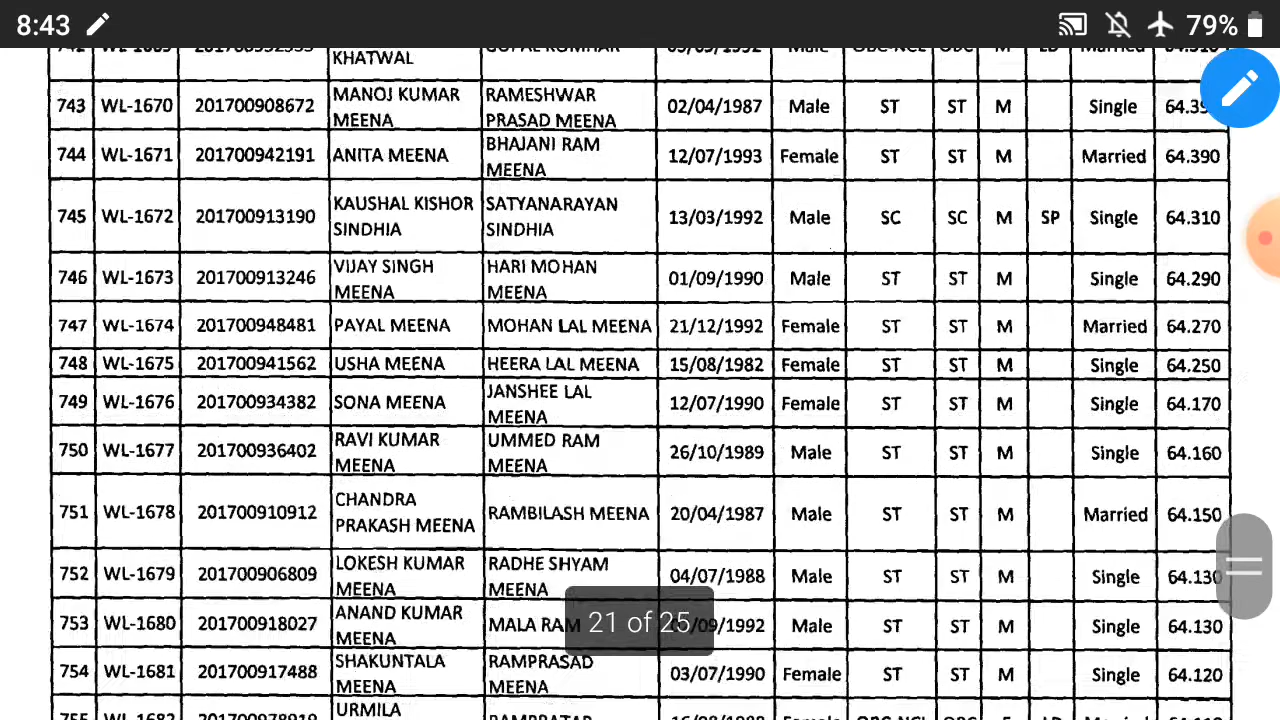 8:43 79%
KHATWAL
743 WL-1670 201700908672 MANOJ KUMAR MEENA RAMESHWAR PRASAD MEENA 02/04/1987 Male ST ST M Single
744 WL-1671 201700942191 ANITA MEENA BHAJANI RAM MEENA 12/07/1993 Female ST ST M Married 64.390
745 WL-1672 201700913190 KAUSHAL KISHOR SINDHIA SATYANARAYAN SINDHIA 13/03/1992 Male SC SC M SP Single 64.310
746 WL-1673 201700913246 VIJAY SINGH MEENA HARI MOHAN MEENA 01/09/1990 Male ST ST M Single 64.290
747 WL-1674 201700948481 PAYAL MEENA MOHAN LAL MEENA 21/12/1992 Female ST ST M Married 64.270
748 WL-1675 201700941562 USHA MEENA HEERA LAL MEENA 15/08/1982 Female ST ST M Single 64.250
749 WL-1676 201700934382 SONA MEENA JANSHEE LAL MEENA 12/07/1990 Female ST ST M Single 64.170
750 WL-1677 201700936402 RAVI KUMAR MEENA UMMED RAM MEENA 26/10/1989 Male ST ST M Single 64.160
751 WL-1678 201700910912 CHANDRA PRAKASH MEENA RAMBILASH MEENA 20/04/1987 Male ST ST M Married 64.150
752 WL-1679 201700906809 LOKESH KUMAR MEENA RADHE SHYAM MEENA 04/07/1988 Male ST ST M Single 64.130
753 WL-1680 201700918027 ANAND KUMAR MEENA MALA RAM Male ST ST M Single 64.130
21 of 25
754 WL-1681 201700917488 SHAKUNTALA MEENA RAMPRASAD MEENA 03/07/1990 Female ST ST M Single 64.120
URMILA